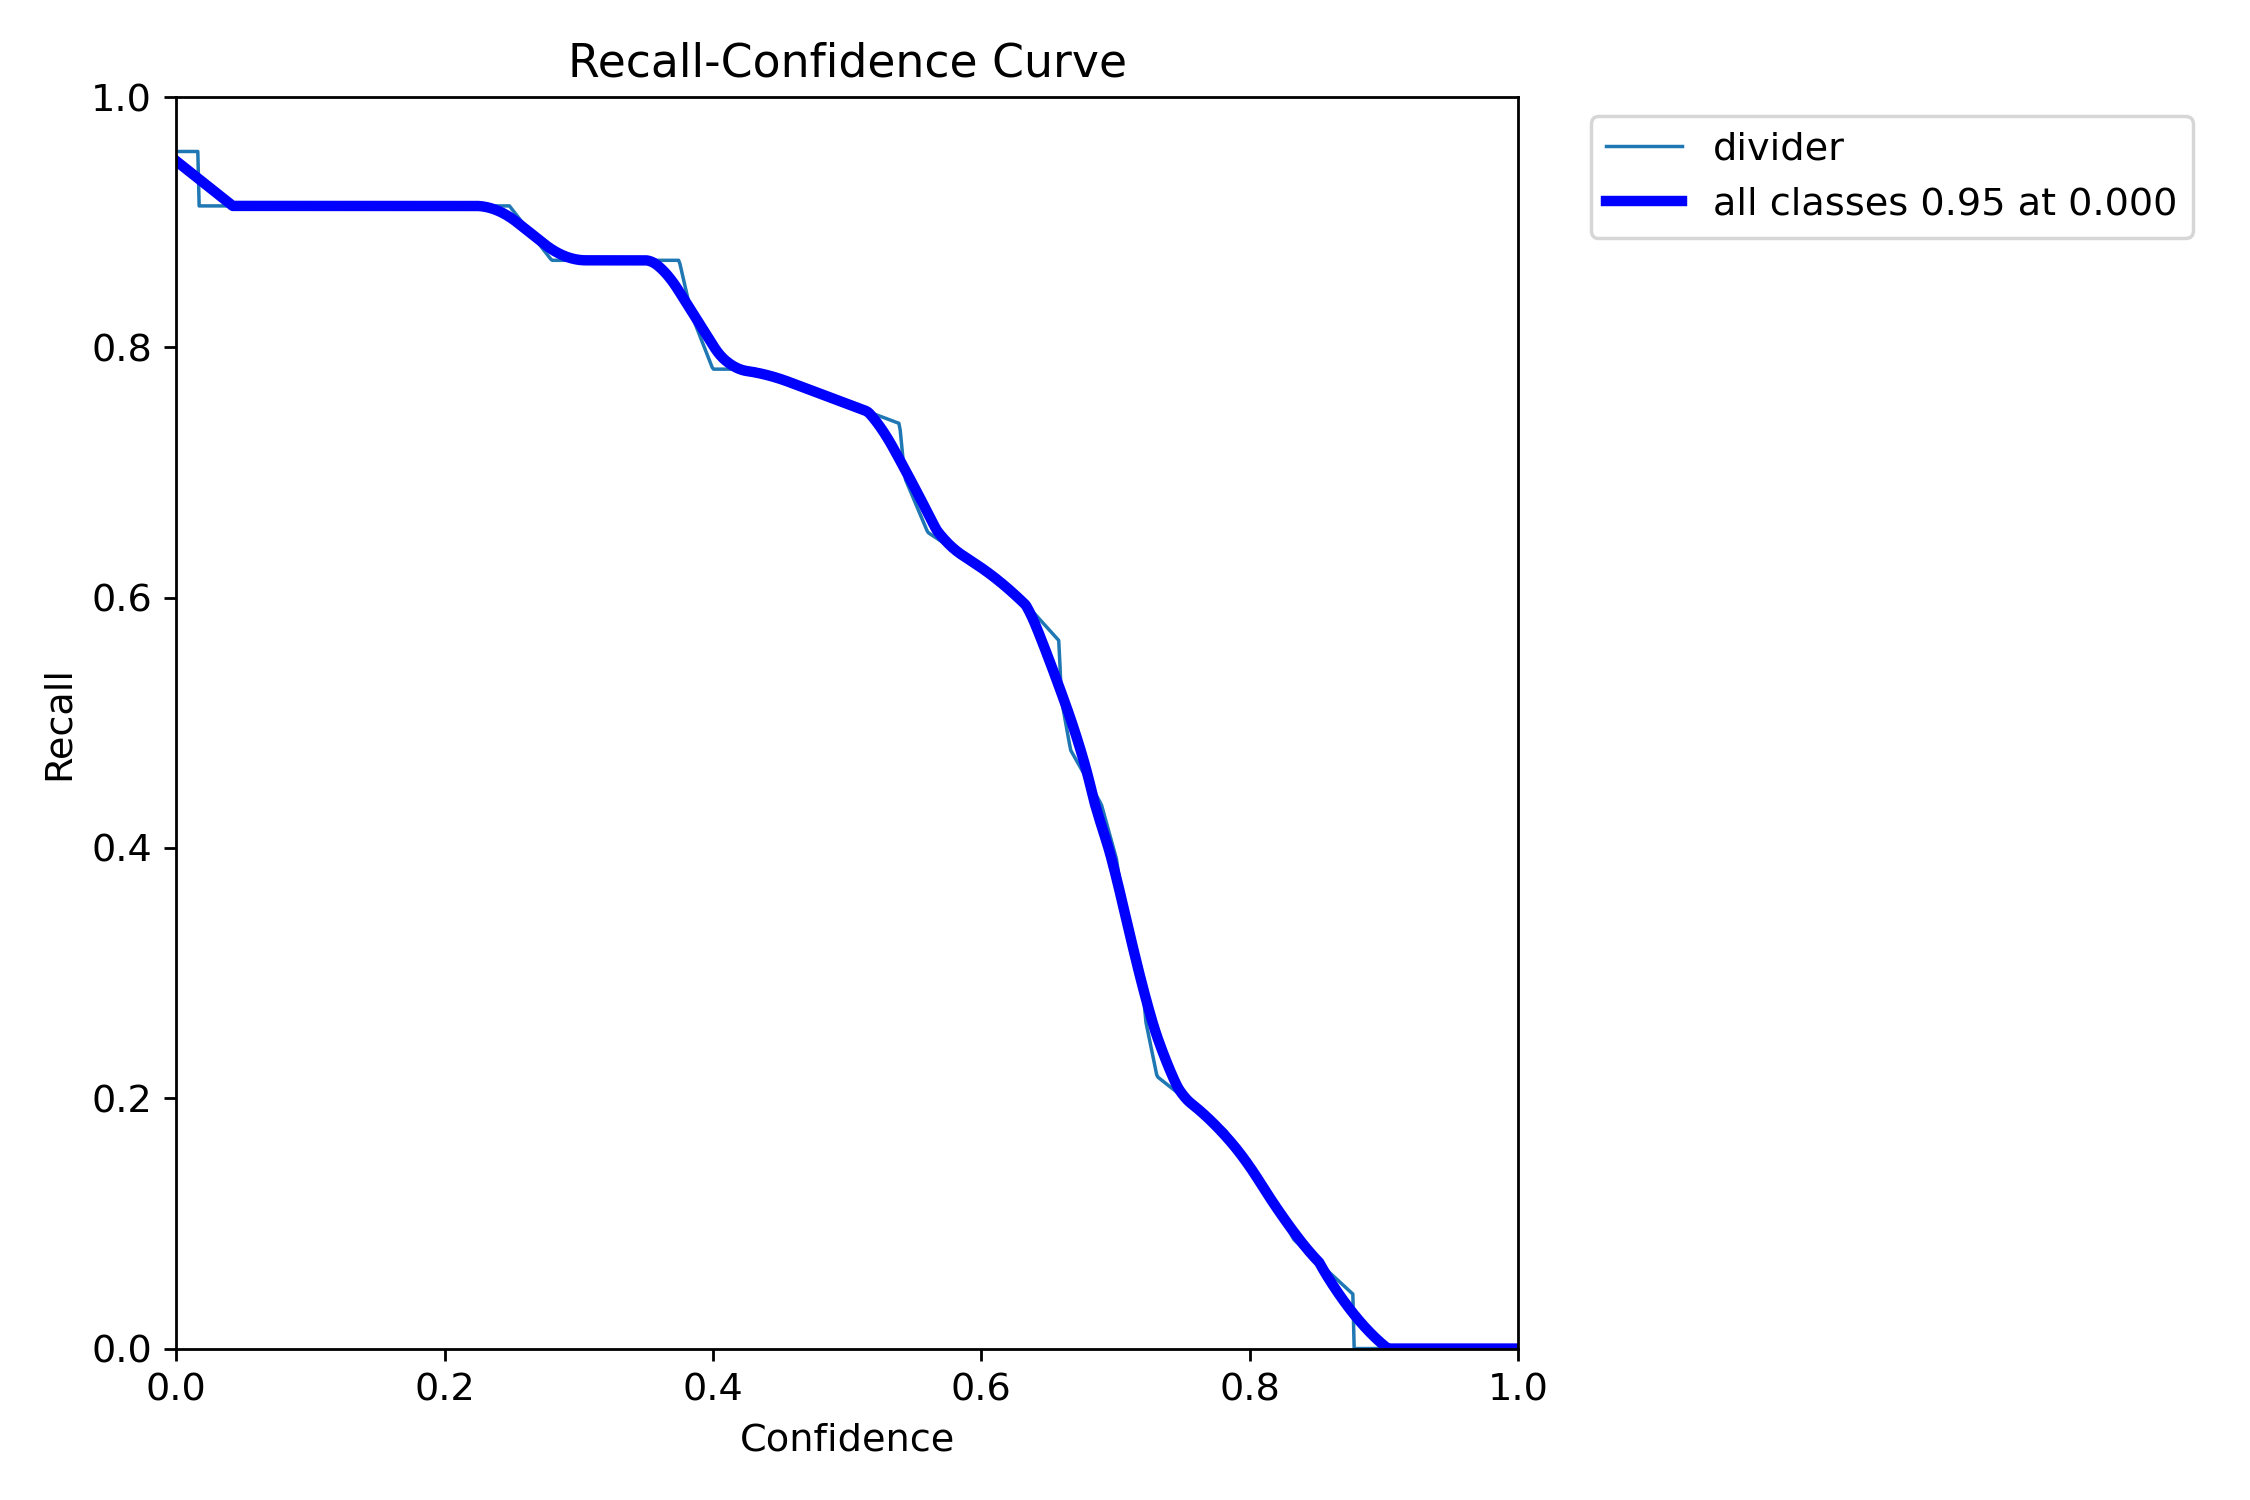 Recall-Confidence Curve
divider
all classes 0.95 at 0.000
Recall
1.0
0.8
0.6
0.4
0.2
0.0
0.0 0.2 0.4 0.6 0.8 1.0
Confidence